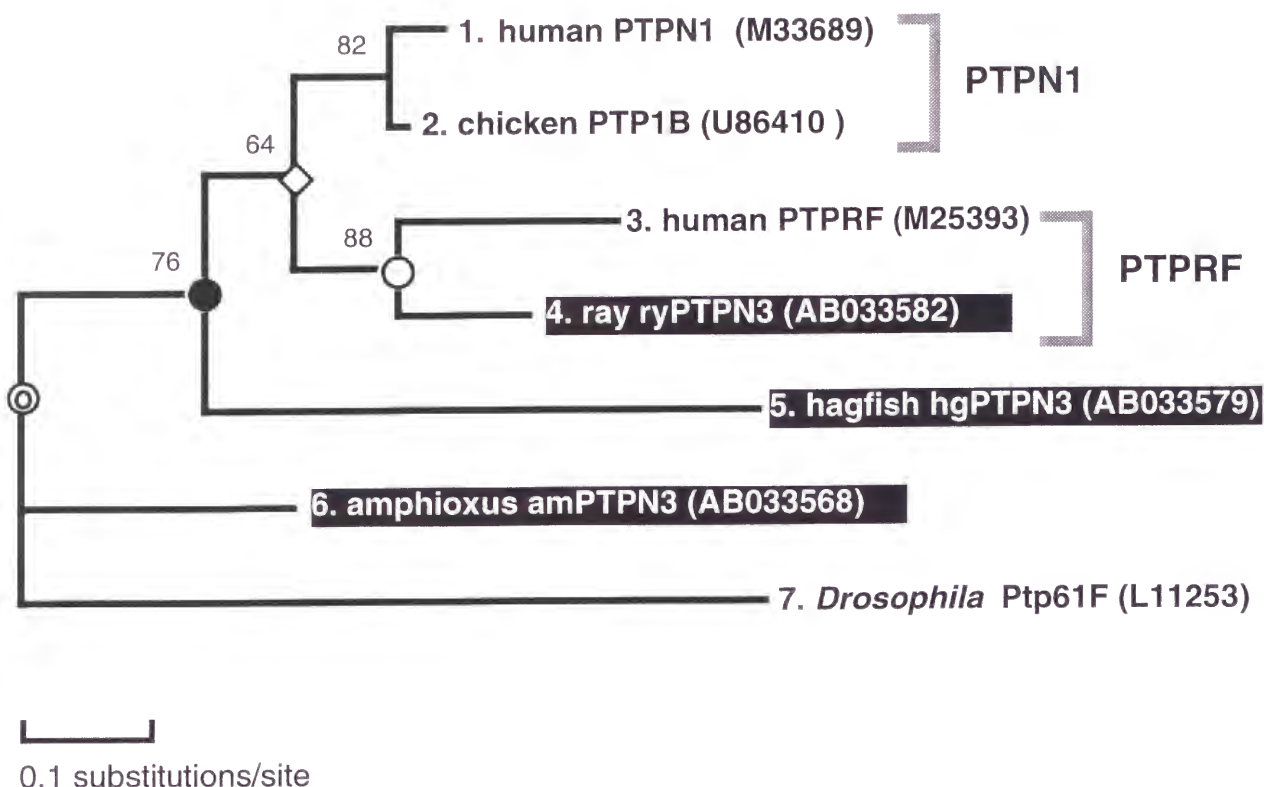 82
1. human PTPN1 (M33689)
PTPN1
2. chicken PTP1B (U86410 )
64
3. human PTPRF (M25393)
88
PTPRF
76
4. ray ryPTPN3 (AB033582)
5. hagfish hgPTPN3 (AB033579)
6. amphioxus amPTPN3 (AB033568)
7. Drosophila Ptp61F (L11253)
0.1 substitutions/site